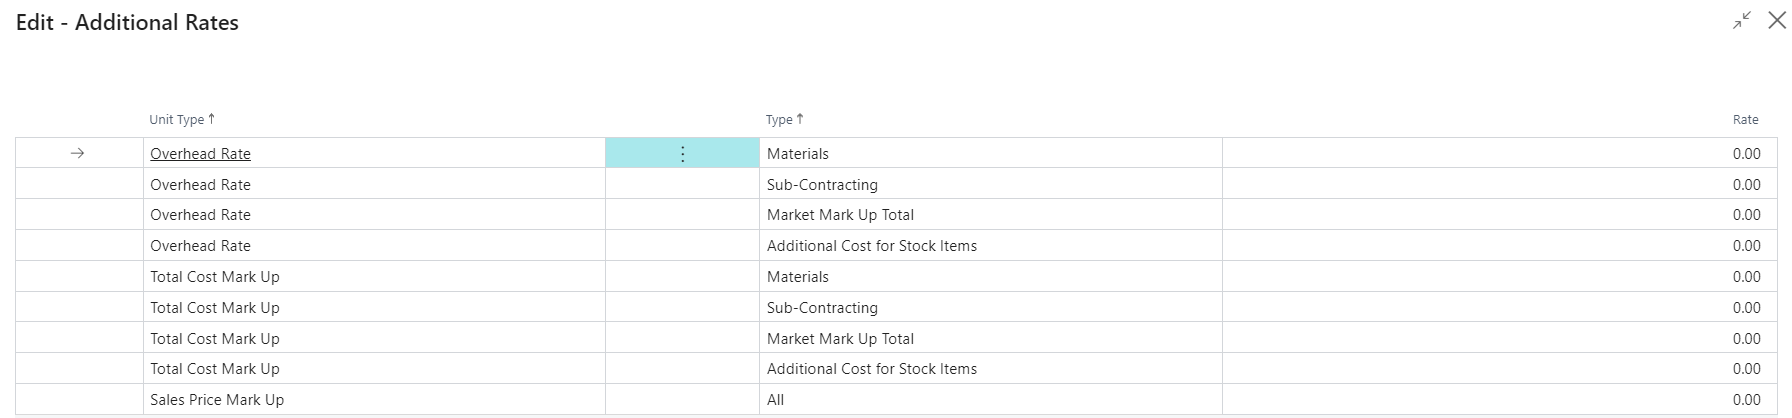 Edit - Additional Rates
Unit Type ↑ Type ↑ Rate
→ Overhead Rate ⋮ Materials 0.00
Overhead Rate Sub-Contracting 0.00
Overhead Rate Market Mark Up Total 0.00
Overhead Rate Additional Cost for Stock Items 0.00
Total Cost Mark Up Materials 0.00
Total Cost Mark Up Sub-Contracting 0.00
Total Cost Mark Up Market Mark Up Total 0.00
Total Cost Mark Up Additional Cost for Stock Items 0.00
Sales Price Mark Up All 0.00